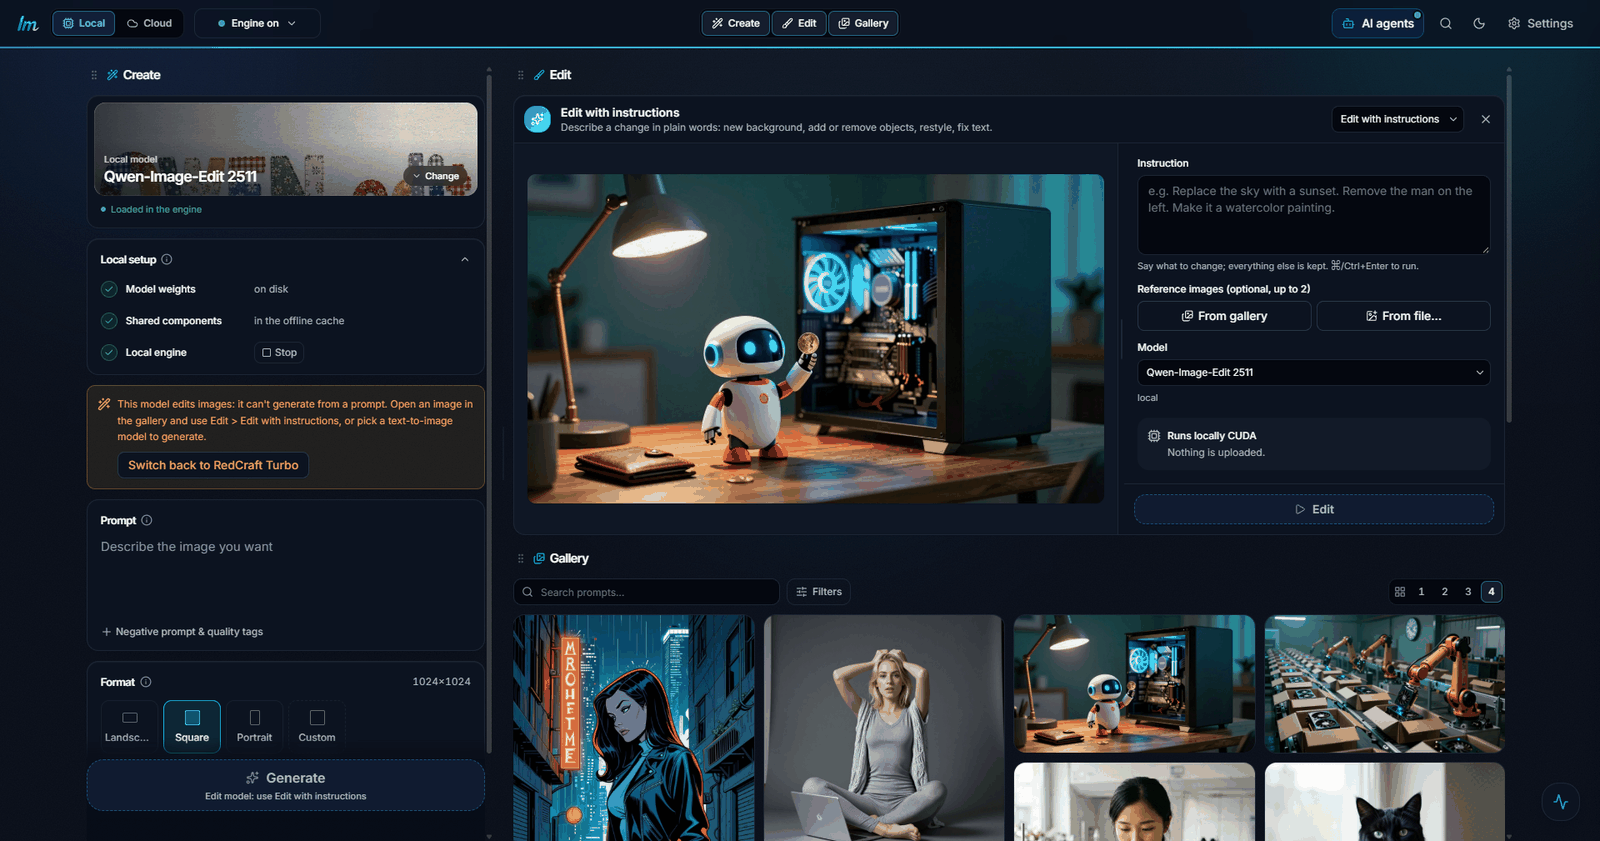 lm
Local
Cloud
Engine on
Create
Edit
Gallery
AI agents
Settings
Create
Local model
Qwen-Image-Edit 2511
Change
Loaded in the engine
Local setup
Model weights
on disk
Shared components
in the offline cache
Local engine
Stop
This model edits images: it can't generate from a prompt. Open an image in
the gallery and use Edit > Edit with instructions, or pick a text-to-image
model to generate.
Switch back to RedCraft Turbo
Prompt
Describe the image you want
Negative prompt & quality tags
Format
1024×1024
Landsc...
Square
Portrait
Custom
Generate
Edit model: use Edit with instructions
Edit
Edit with instructions
Describe a change in plain words: new background, add or remove objects, restyle, fix text.
Edit with instructions
Instruction
e.g. Replace the sky with a sunset. Remove the man on the
left. Make it a watercolor painting.
Say what to change; everything else is kept. ⌘/Ctrl+Enter to run.
Reference images (optional, up to 2)
From gallery
From file...
Model
Qwen-Image-Edit 2511
local
Runs locally CUDA
Nothing is uploaded.
Edit
Gallery
Search prompts...
Filters
1
2
3
4